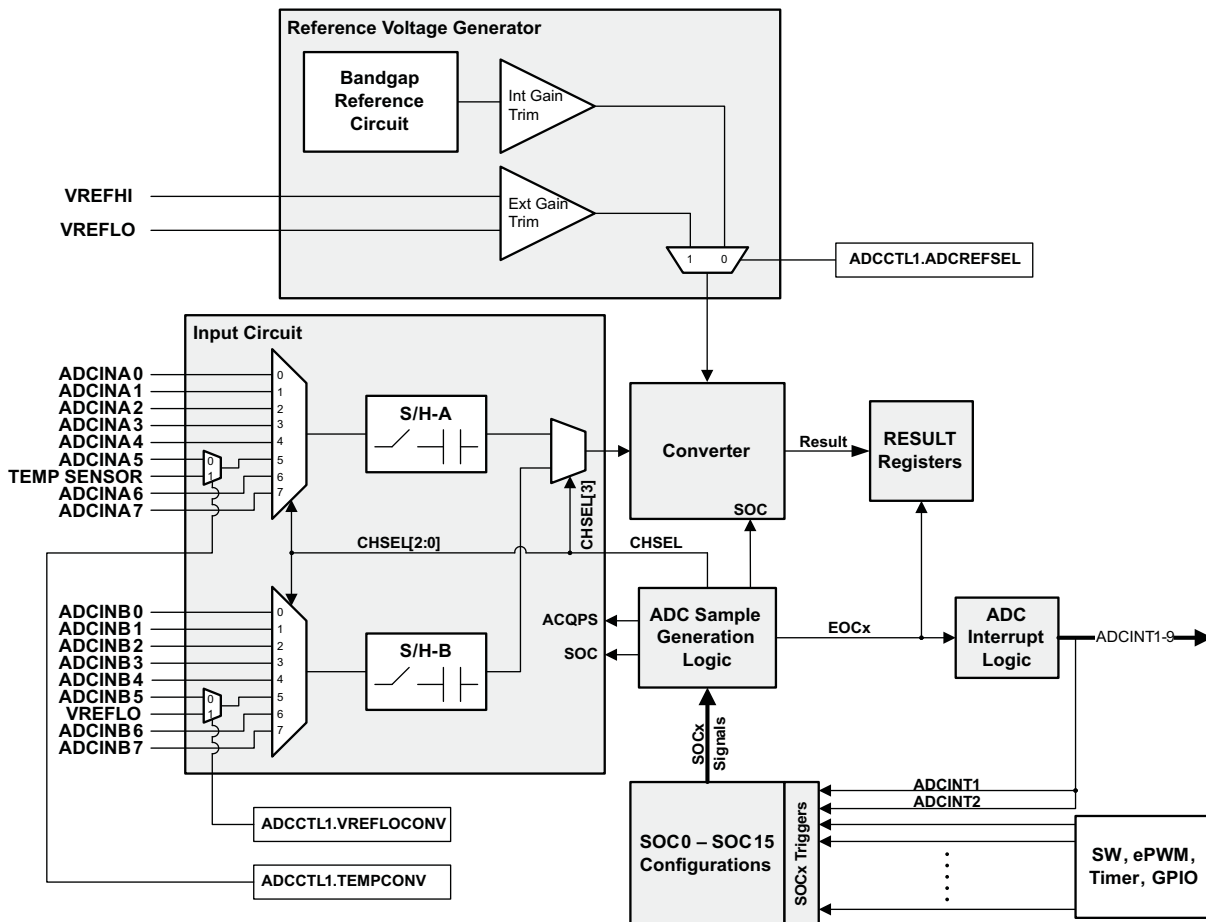 Reference Voltage Generator
Bandgap
Reference
Circuit
Int Gain
Trim
VREFHI
VREFLO
Ext Gain
Trim
1 0
ADCCTL1.ADCREFSEL
Input Circuit
ADCINA0
ADCINA1
ADCINA2
ADCINA3
ADCINA4
ADCINA5
TEMP SENSOR
ADCINA6
ADCINA7
0
1
0
1
2
3
4
5
6
7
S/H-A
CHSEL[3]
Converter
SOC
Result
RESULT
Registers
CHSEL[2:0]
CHSEL
ADCINB0
ADCINB1
ADCINB2
ADCINB3
ADCINB4
ADCINB5
VREFLO
ADCINB6
ADCINB7
0
1
0
1
2
3
4
5
6
7
S/H-B
ACQPS
SOC
ADC Sample
Generation
Logic
EOCx
ADC
Interrupt
Logic
ADCINT1-9
SOCx
Signals
ADCCTL1.VREFLOCONV
ADCCTL1.TEMPCONV
SOC0 – SOC15
Configurations
SOCx Triggers
ADCINT1
ADCINT2
SW, ePWM,
Timer, GPIO